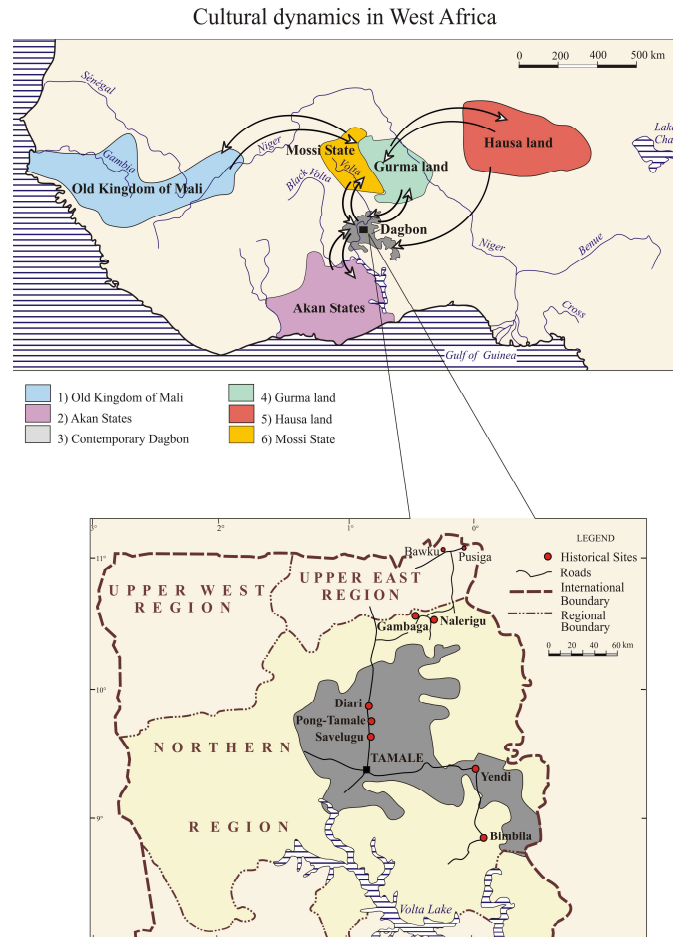 Cultural dynamics in West Africa
0 200 400 500 km
Sénégal
Gambia
Old Kingdom of Mali
Niger
Black Volta
Mossi State
Volta
Gurma land
Hausa land
Lake
Cha
Dagbon
Niger
Benue
Cross
Akan States
Gulf of Guinea
1) Old Kingdom of Mali
2) Akan States
3) Contemporary Dagbon
4) Gurma land
5) Hausa land
6) Mossi State
3° 2° 1° 0°
11°
10°
9°
UPPER WEST
REGION
UPPER EAST
REGION
Bawku
Pusiga
Gambaga
Nalerigu
Diari
Pong-Tamale
Savelugu
TAMALE
Yendi
Bimbila
NORTHERN
REGION
Volta Lake
LEGEND
Historical Sites
Roads
International
Boundary
Regional
Boundary
0 20 40 60 km